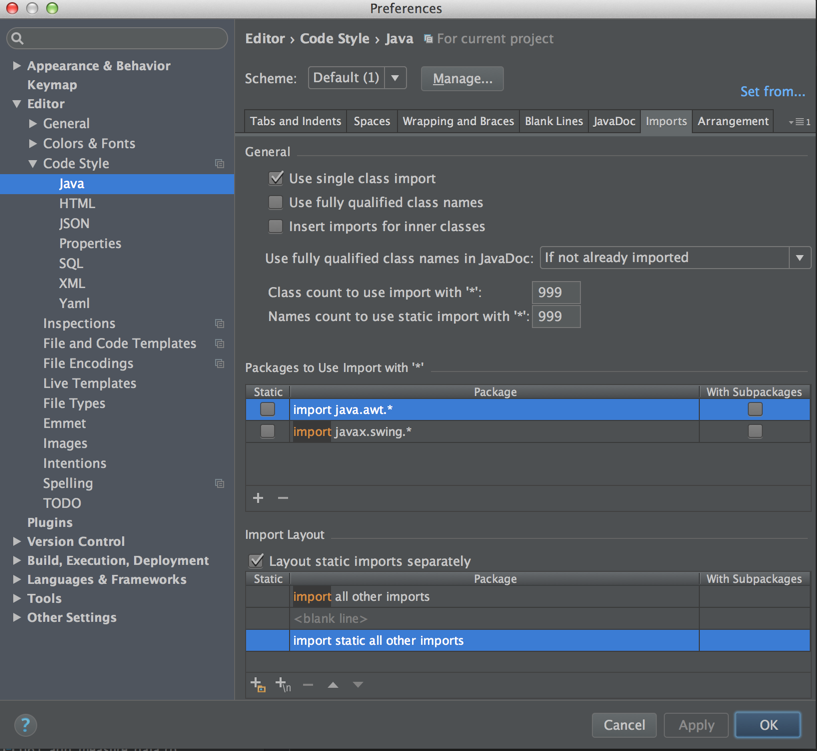 Preferences
Appearance & Behavior
Keymap
Editor
General
Colors & Fonts
Code Style
Java
HTML
JSON
Properties
SQL
XML
Yaml
Inspections
File and Code Templates
File Encodings
Live Templates
File Types
Emmet
Images
Intentions
Spelling
TODO
Plugins
Version Control
Build, Execution, Deployment
Languages & Frameworks
Tools
Other Settings
Editor › Code Style › Java For current project
Scheme: Default (1) Manage...
Set from...
Tabs and Indents Spaces Wrapping and Braces Blank Lines JavaDoc Imports Arrangement 1
General
Use single class import
Use fully qualified class names
Insert imports for inner classes
Use fully qualified class names in JavaDoc: If not already imported
Class count to use import with '*': 999
Names count to use static import with '*': 999
Packages to Use Import with '*'
Static Package With Subpackages
import java.awt.*
import javax.swing.*
Import Layout
Layout static imports separately
Static Package With Subpackages
import all other imports
<blank line>
import static all other imports
\n
? Cancel Apply OK